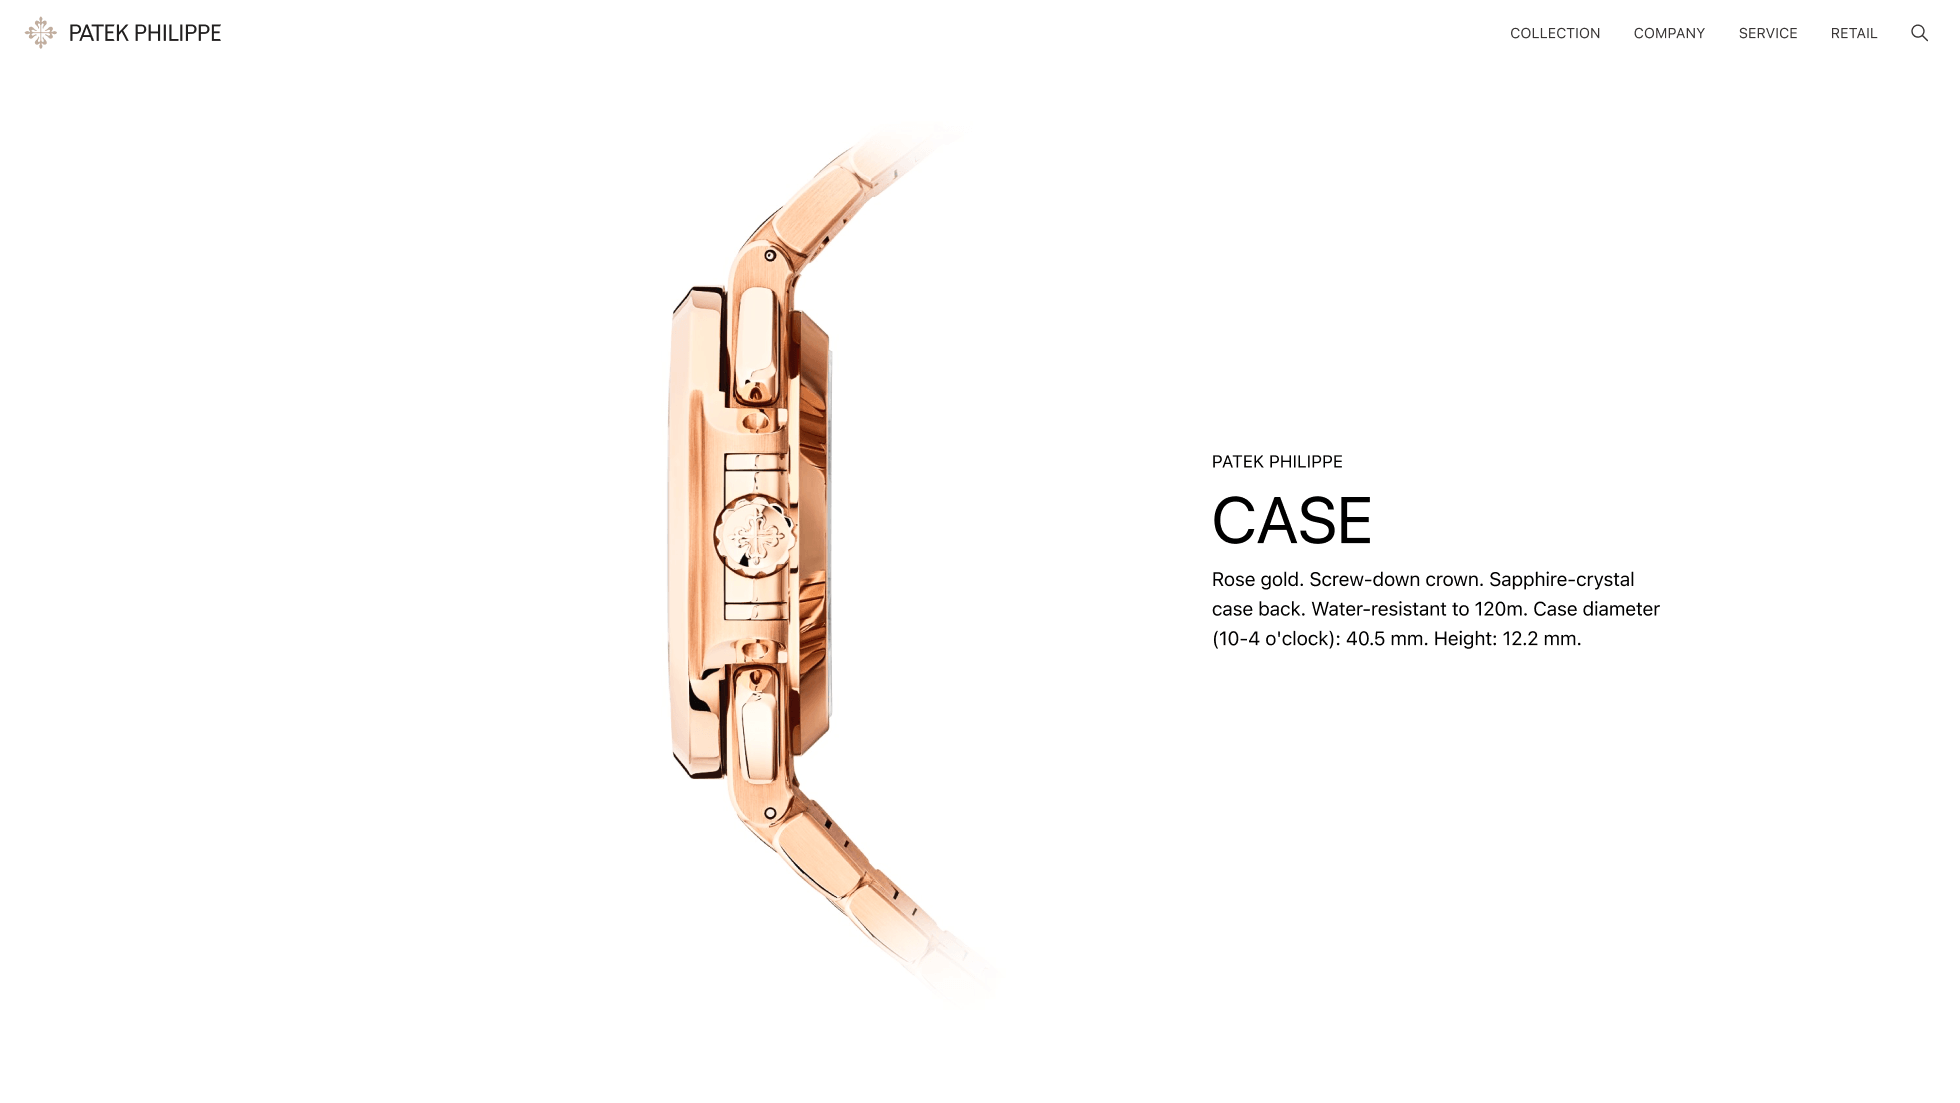 PATEK PHILIPPE
COLLECTION
COMPANY
SERVICE
RETAIL
PATEK PHILIPPE
CASE
Rose gold. Screw-down crown. Sapphire-crystal
case back. Water-resistant to 120m. Case diameter
(10-4 o'clock): 40.5 mm. Height: 12.2 mm.